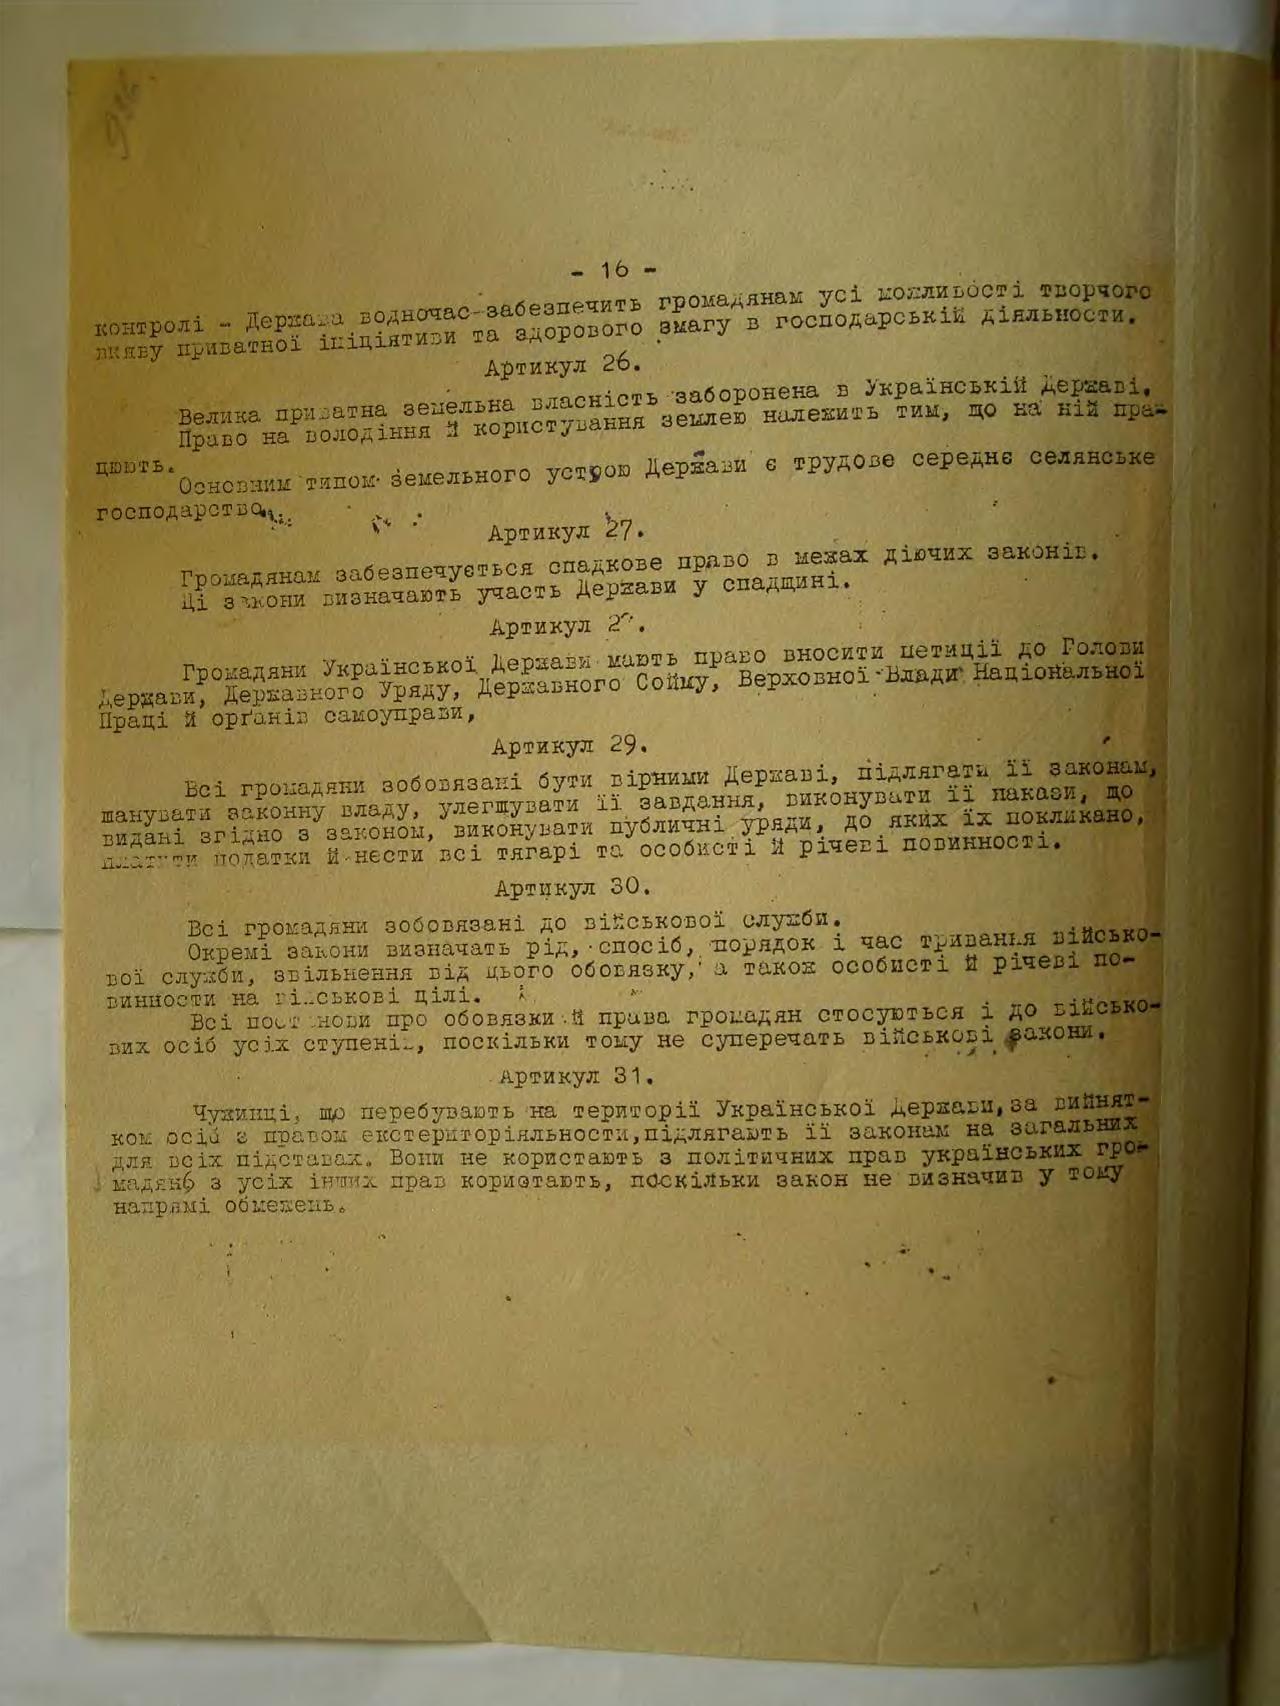 - 16 -
контролі - Держава водночас забезпечить громадянам усі можливості творчого
вияву приватної ініціятиви та здорового змагу в господарській діяльности.
Артикул 26.
Велика приватна земельна власність заборонена в Українській Державі.
Право на володіння й користування землею належить тим, що на ній пра-
цюють.
Основним типом земельного устрою Держави є трудове середнє селянське
господарство.
Артикул 27.
Громадянам забезпечується спадкове право в межах діючих законів.
Ці закони визначають участь Держави у спадщині.
Артикул 2
Громадяни Української Держави мають право вносити петиції до Голови
Держави, Державного Уряду, Державного Сойму, Верховної Влади Національної
Праці й орґанів самоуправи,
Артикул 29.
Всі громадяни зобовязані бути вірними Державі, підлягати її законам,
шанувати законну владу, улегшувати її завдання, виконувати її накази, що
видані згідно з законом, виконувати публичні уряди, до яких їх покликано,
платити податки й нести всі тягарі та особисті й річеві повинності.
Артикул 30.
Всі громадяни зобовязані до військової служби.
Окремі закони визначать рід, спосіб, порядок і час тривання військо-
вої служби, звільнення від цього обовязку, а також особисті й річеві по-
винности на військові цілі.
Всі постанови про обовязки й права громадян стосуються і до військо-
вих осіб усіх ступенів, поскільки тому не суперечать військові закони.
Артикул 31.
Чужинці, що перебувають на території Української Держави,за вийнят-
ком осій з правом екстериторіяльности,підлягають її законам на загальних
для всіх підставах. Вони не користають з політичних прав українських гро-
мадян, з усіх інших прав користають, поскільки закон не визначив у тому
напрямі обмежень.